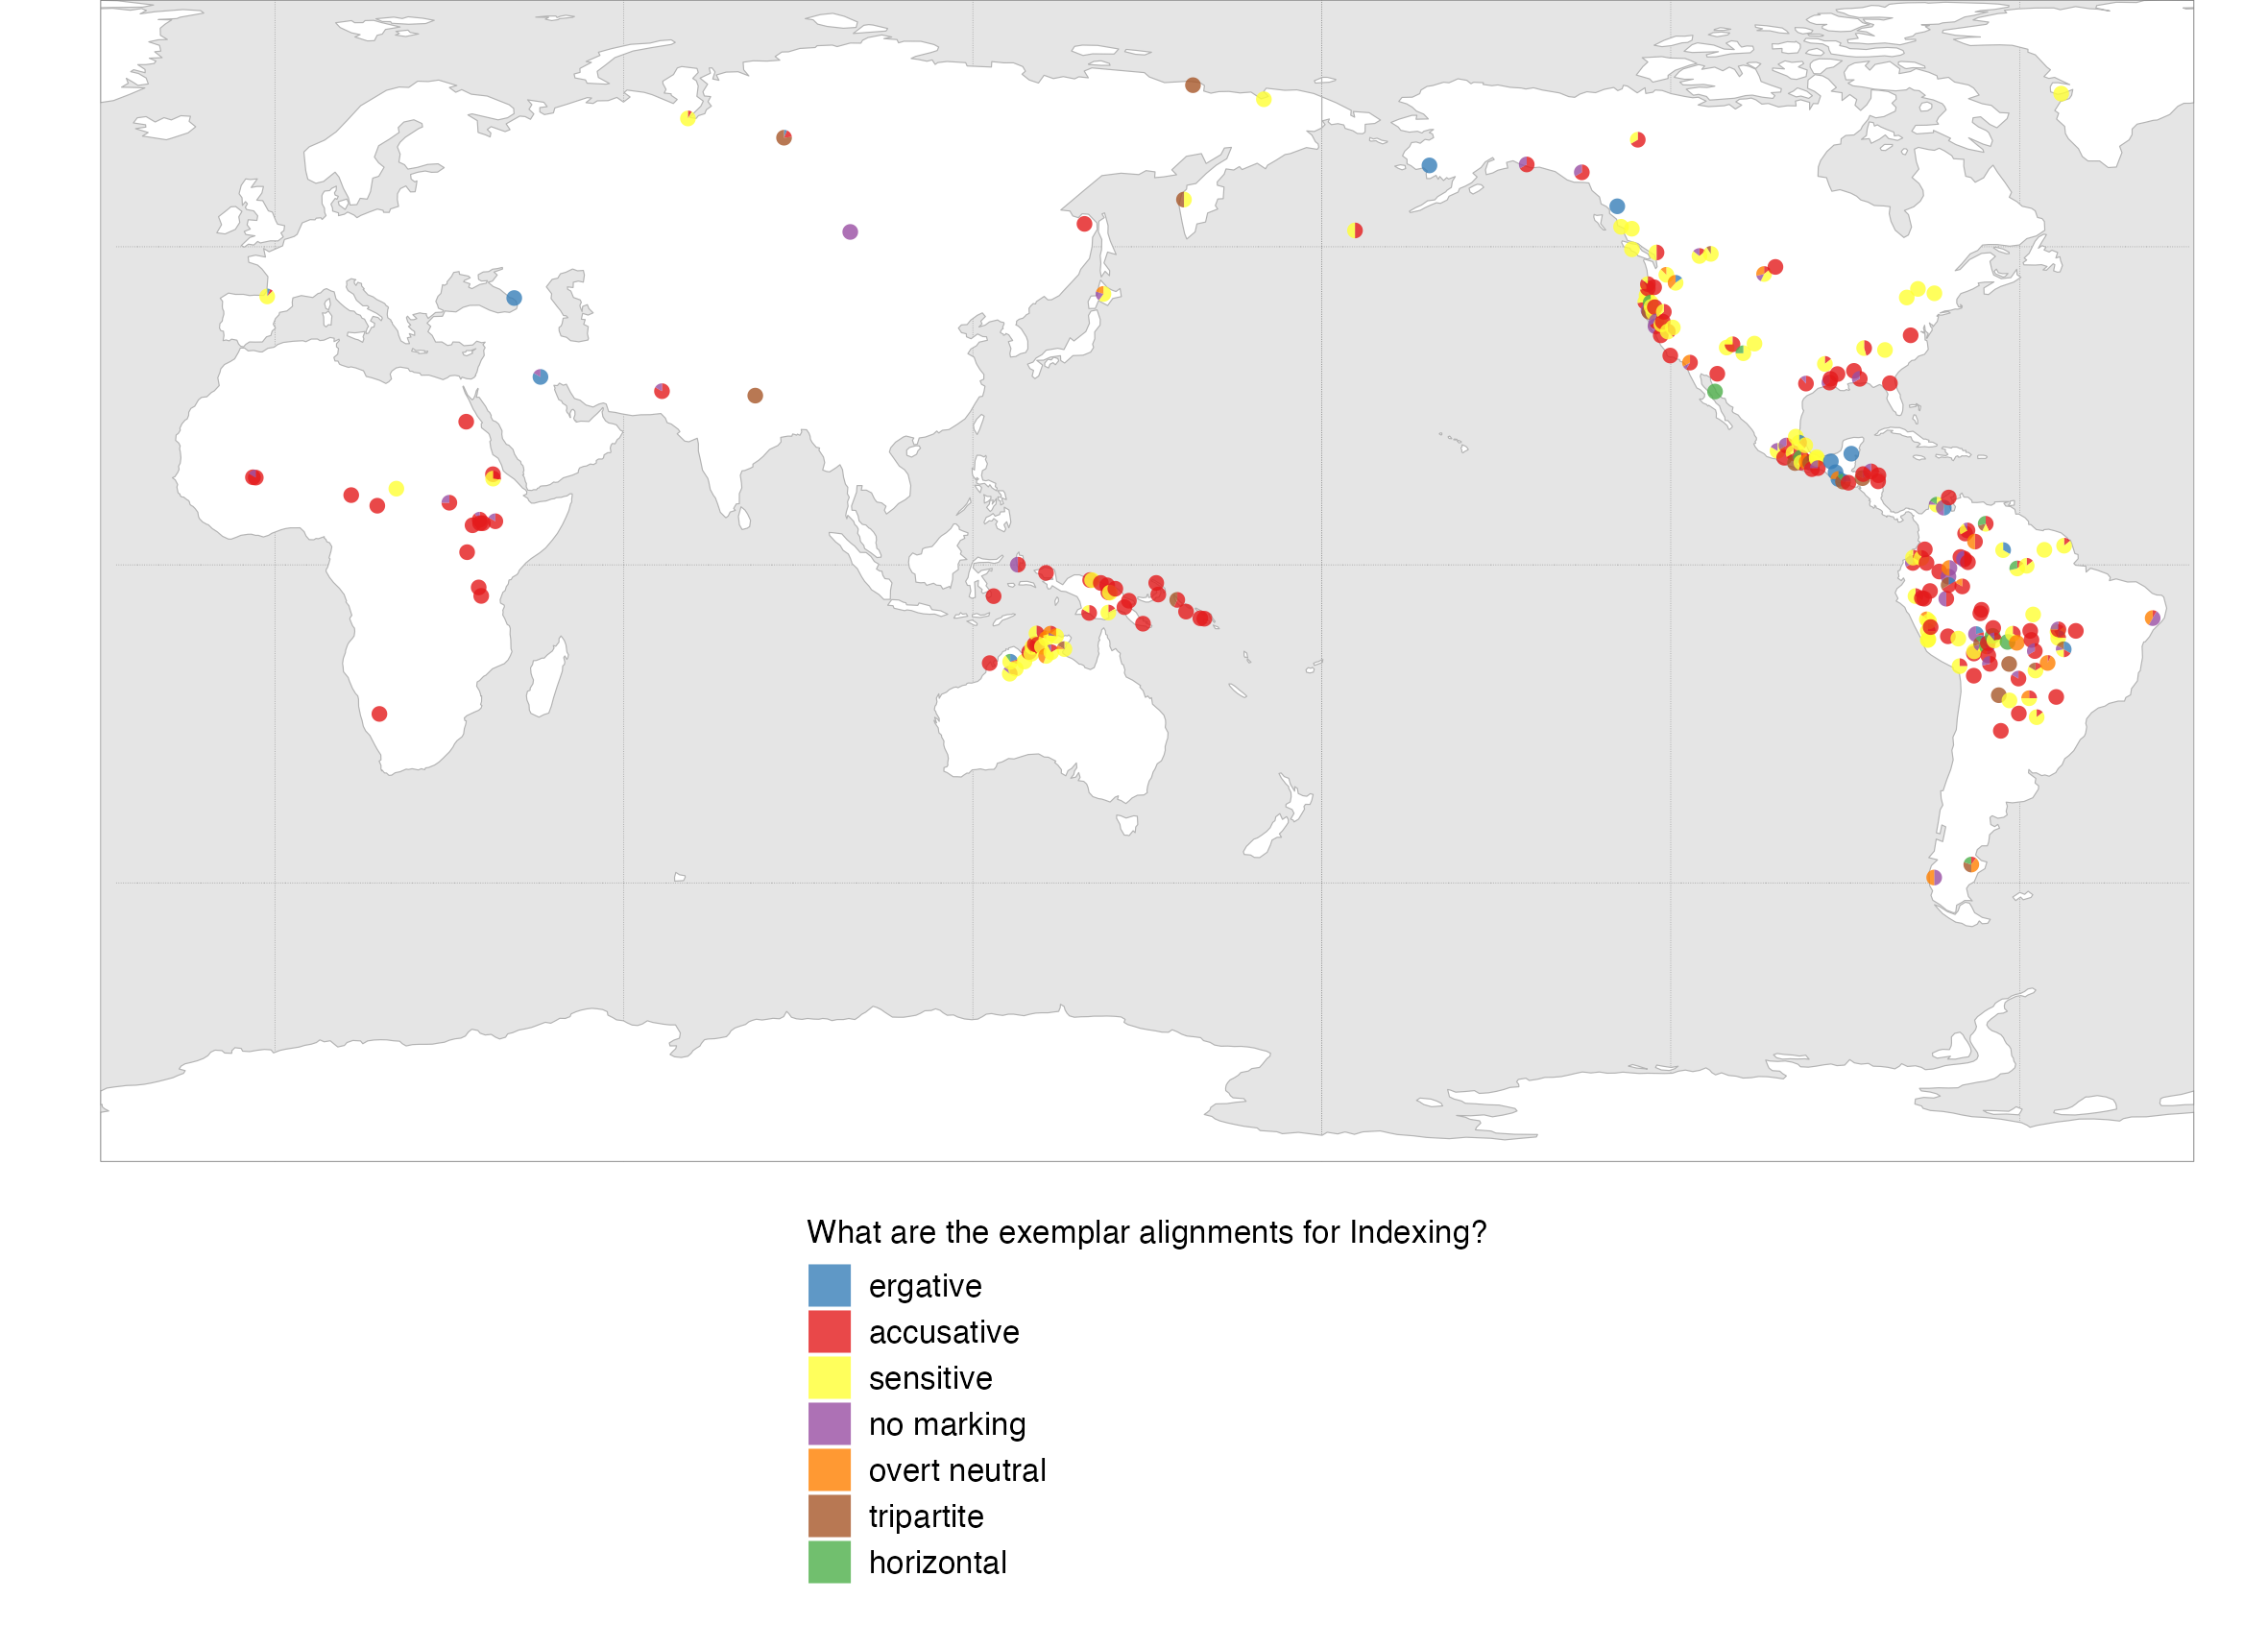 What are the exemplar alignments for Indexing?
ergative
accusative
sensitive
no marking
overt neutral
tripartite
horizontal